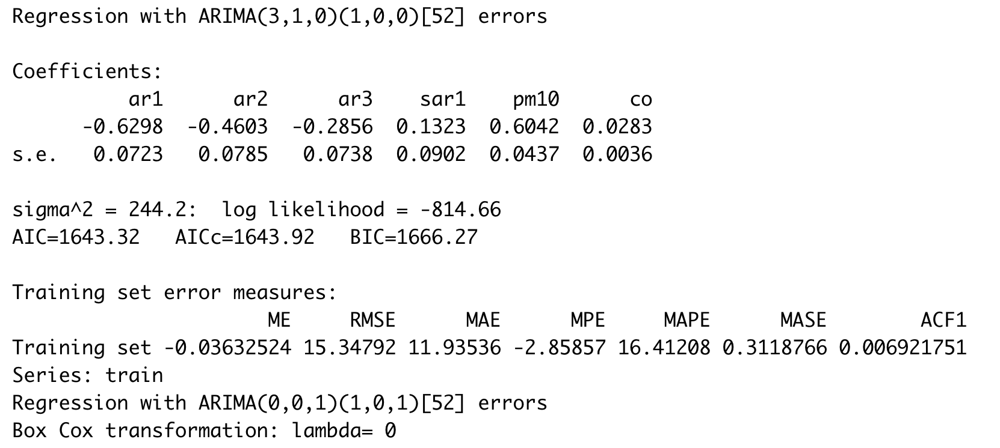 Regression with ARIMA(3,1,0)(1,0,0)[52] errors
Coefficients:
ar1 ar2 ar3 sar1 pm10 co
-0.6298 -0.4603 -0.2856 0.1323 0.6042 0.0283
s.e. 0.0723 0.0785 0.0738 0.0902 0.0437 0.0036
sigma^2 = 244.2: log likelihood = -814.66
AIC=1643.32 AICc=1643.92 BIC=1666.27
Training set error measures:
ME RMSE MAE MPE MAPE MASE ACF1
Training set -0.03632524 15.34792 11.93536 -2.85857 16.41208 0.3118766 0.006921751
Series: train
Regression with ARIMA(0,0,1)(1,0,1)[52] errors
Box Cox transformation: lambda= 0